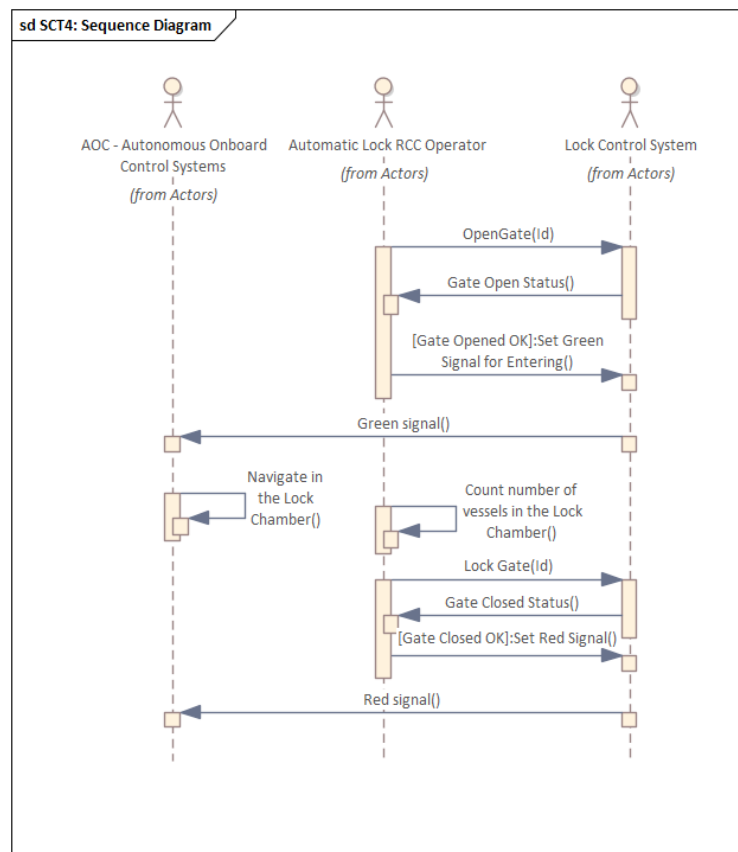 sd SCT4: Sequence Diagram
AOC - Autonomous Onboard
Control Systems
(from Actors)
Automatic Lock RCC Operator
(from Actors)
Lock Control System
(from Actors)
OpenGate(Id)
Gate Open Status()
[Gate Opened OK]:Set Green
Signal for Entering()
Green signal()
Navigate in
the Lock
Chamber()
Count number of
vessels in the Lock
Chamber()
Lock Gate(Id)
Gate Closed Status()
[Gate Closed OK]:Set Red Signal()
Red signal()